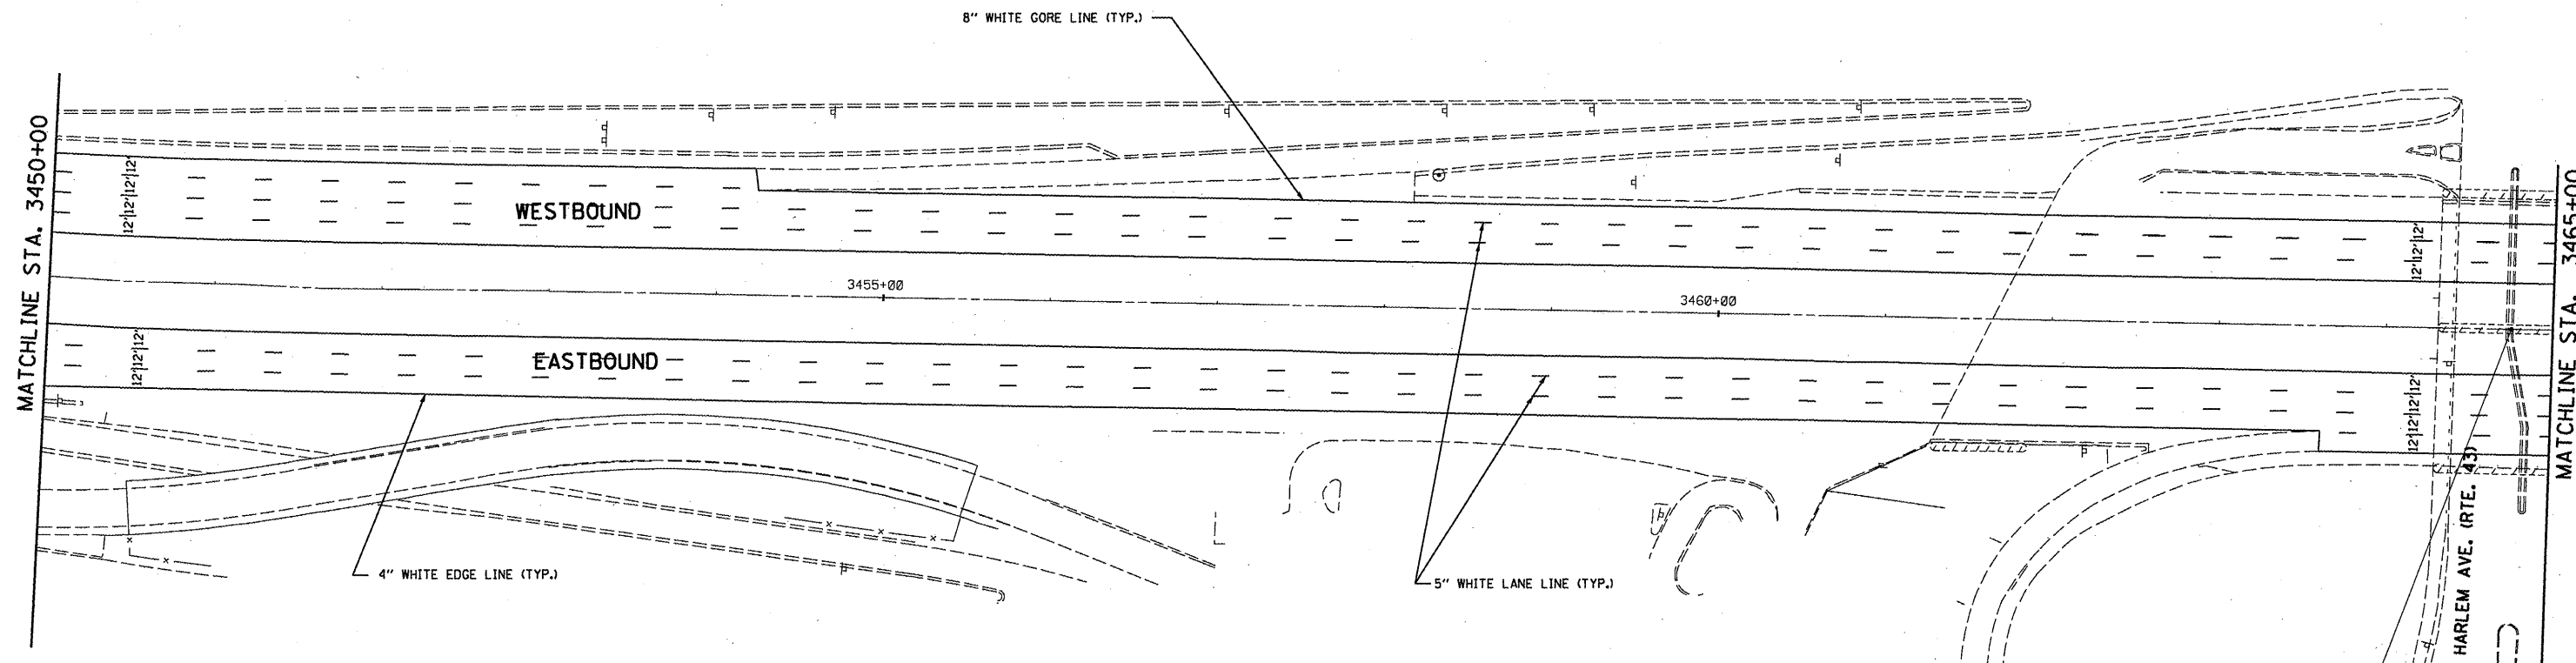 8" WHITE GORE LINE (TYP.)
MATCHLINE STA. 3450+00
12' 12' 12' 12'
WESTBOUND
12' 12' 12'
MATCHLINE STA. 3465+00
3455+00
3460+00
12' 12' 12'
EASTBOUND
12' 12' 12' 12'
4" WHITE EDGE LINE (TYP.)
5" WHITE LANE LINE (TYP.)
HARLEM AVE. (RTE. 43)